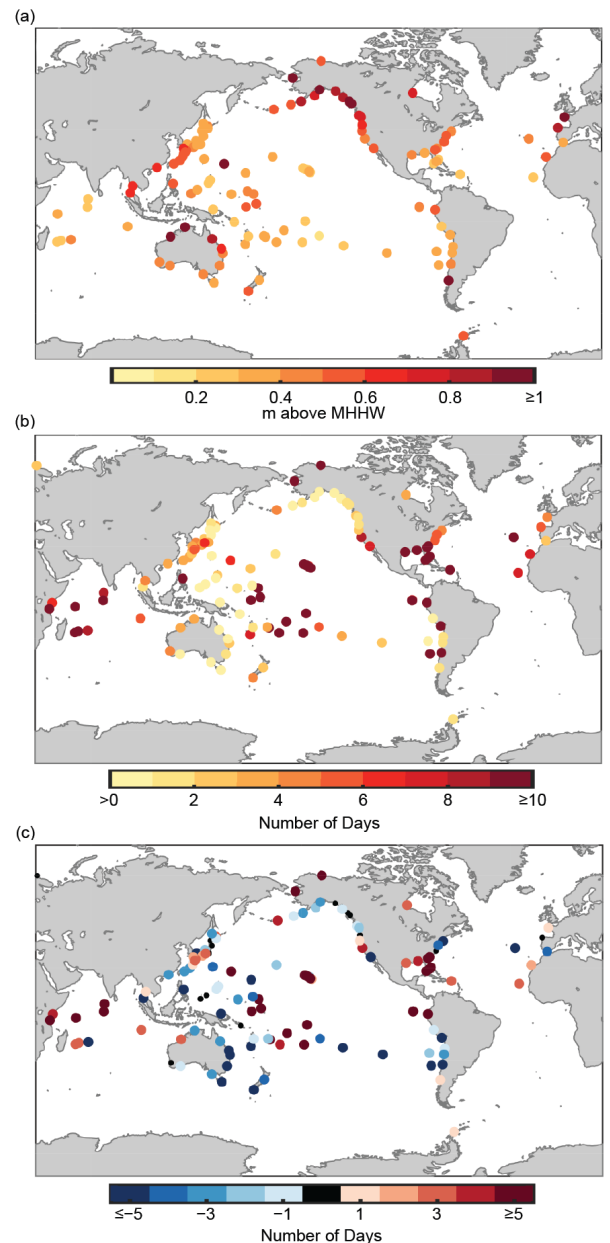 (a)
0.2 0.4 0.6 0.8 ≥1
m above MHHW
(b)
>0 2 4 6 8 ≥10
Number of Days
(c)
≤−5 −3 −1 1 3 ≥5
Number of Days